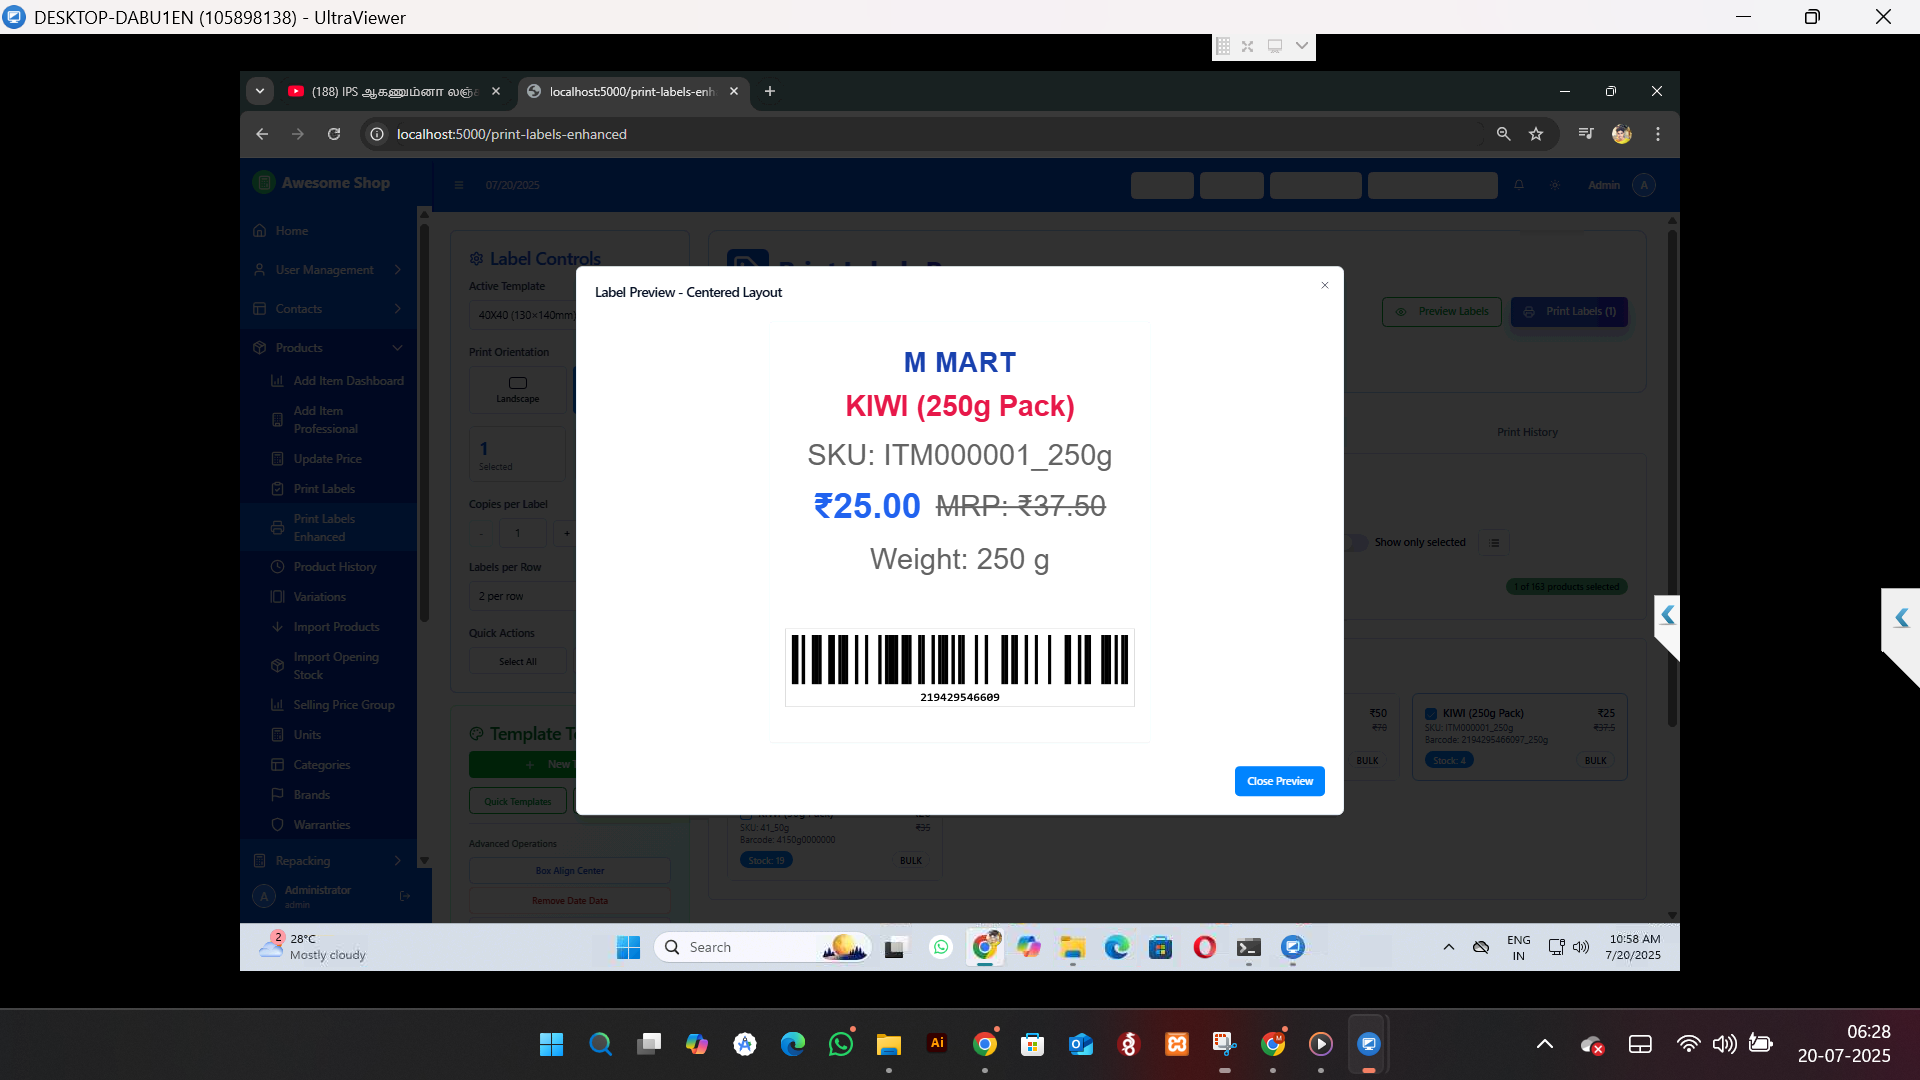 DESKTOP-DABU1EN (105898138) - UltraViewer
(188) IPS ஆகணும்னா லஞ்ச
localhost:5000/print-labels-enh
localhost:5000/print-labels-enhanced
Awesome Shop
07/20/2025
Admin
A
Home
User Management
Contacts
Products
Add Item Dashboard
Add Item
Professional
Update Price
Print Labels
Print Labels
Enhanced
Product History
Variations
Import Products
Import Opening
Stock
Selling Price Group
Units
Categories
Brands
Warranties
Repacking
A
Administrator
admin
Label Controls
Active Template
40X40 (130×140mm)
Print Orientation
Landscape
1
Selected
Copies per Label
-
1
+
Labels per Row
2 per row
Quick Actions
Select All
Template T
+ New T
Quick Templates
Advanced Operations
Box Align Center
Remove Date Data
Preview Labels
Print Labels (1)
Print History
Show only selected
1 of 163 products selected
₹50
₹70
BULK
KIWI (250g Pack)
₹25
SKU: ITM000001_250g
₹37.5
Barcode: 2194295466097_250g
Stock: 4
BULK
SKU: 41_50g
₹35
Barcode: 4150g0000000
Stock: 19
BULK
Label Preview - Centered Layout
M MART
KIWI (250g Pack)
SKU: ITM000001_250g
₹25.00 MRP: ₹37.50
Weight: 250 g
219429546609
Close Preview
2
28°C
Mostly cloudy
Search
ENG
IN
10:58 AM
7/20/2025
Ai
M
06:28
20-07-2025